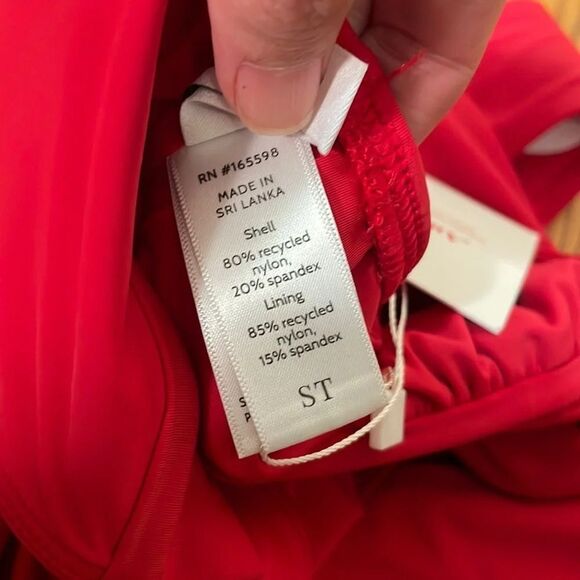 RN #165598
MADE IN
SRI LANKA
Shell
80% recycled
nylon,
20% spandex
Lining
85% recycled
nylon,
15% spandex
ST
S
P